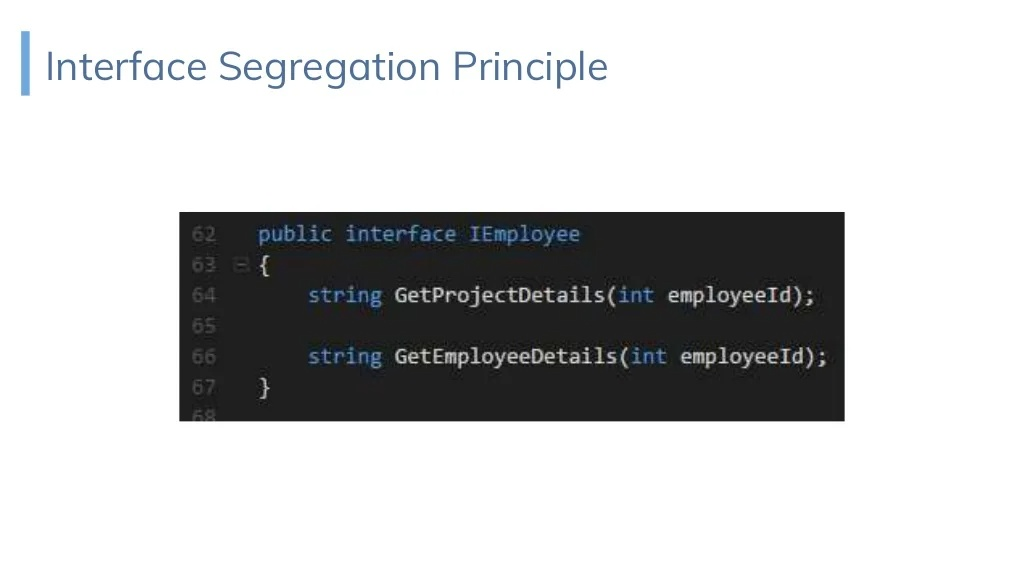 Interface Segregation Principle
62 public interface IEmployee
63 {
64 string GetProjectDetails(int employeeId);
65
66 string GetEmployeeDetails(int employeeId);
67 }
68